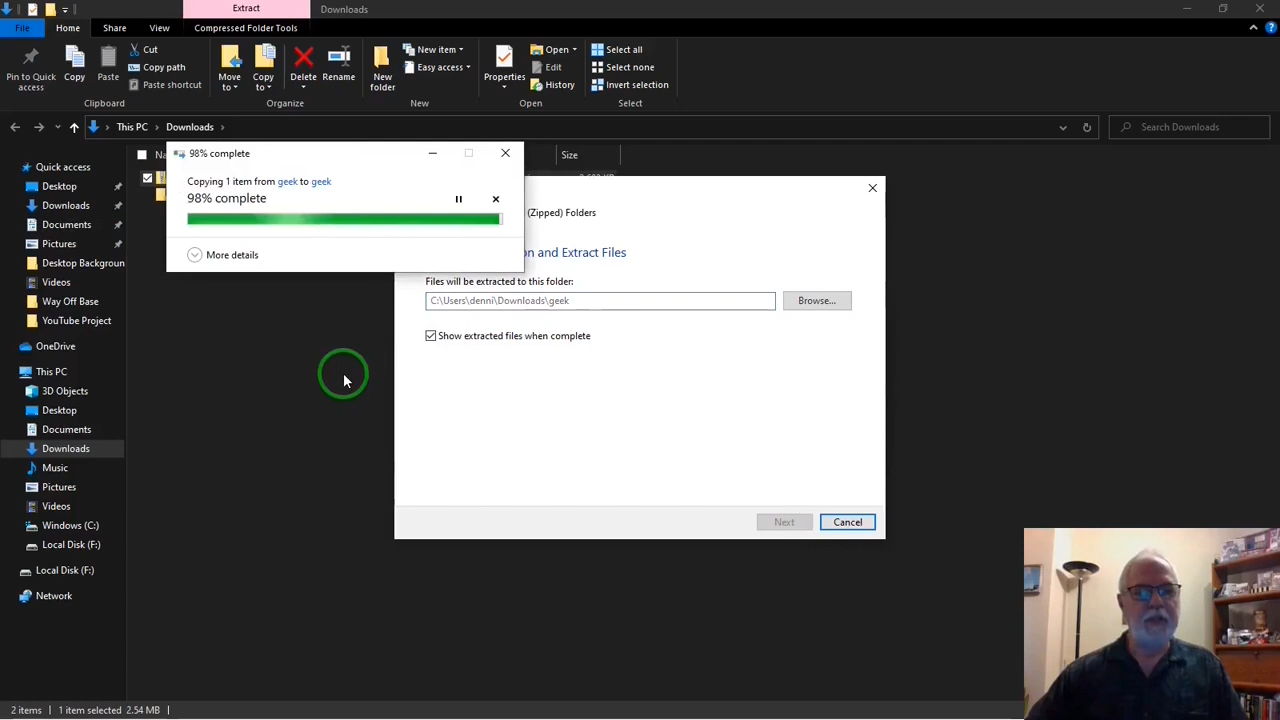 Extract
Downloads
File
Home
Share
View
Compressed Folder Tools
Pin to Quick access
Copy
Paste
Cut
Copy path
Paste shortcut
Clipboard
Move to
Copy to
Delete
Rename
Organize
New folder
New item
Easy access
New
Properties
Open
Edit
History
Open
Select all
Select none
Invert selection
Select
This PC
Downloads
Search Downloads
Na
Size
98% complete
Copying 1 item from geek to geek
98% complete
More details
(Zipped) Folders
on and Extract Files
Files will be extracted to this folder:
C:\Users\denni\Downloads\geek
Browse...
Show extracted files when complete
Next
Cancel
Quick access
Desktop
Downloads
Documents
Pictures
Desktop Backgroun
Videos
Way Off Base
YouTube Project
OneDrive
This PC
3D Objects
Desktop
Documents
Downloads
Music
Pictures
Videos
Windows (C:)
Local Disk (F:)
Local Disk (F:)
Network
2 items
1 item selected 2.54 MB